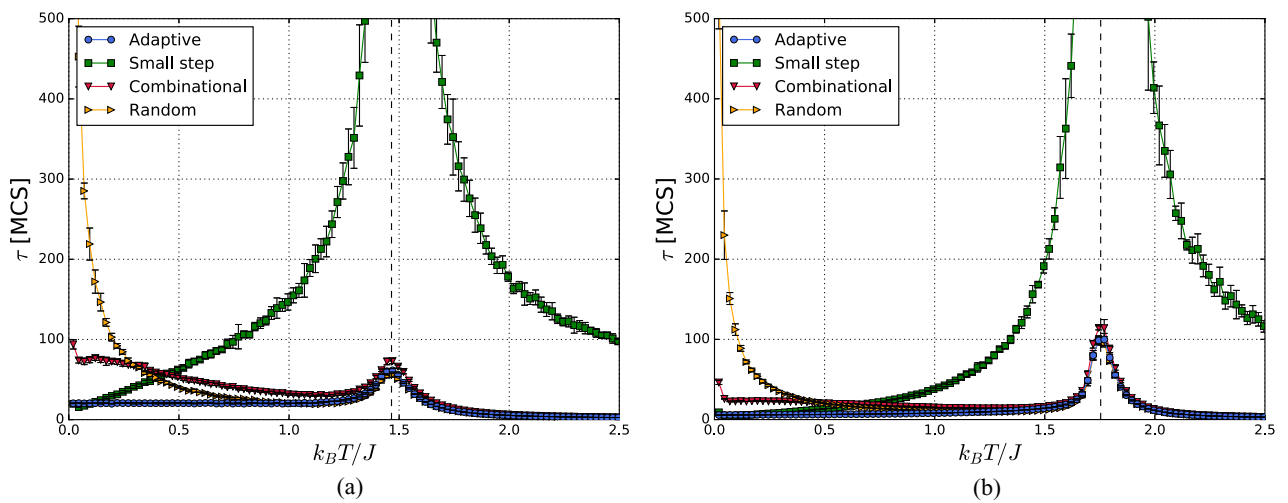 500
400
300
200
100
0
τ [MCS]
Adaptive
Small step
Combinational
Random
0.0 0.5 1.0 1.5 2.0 2.5
k_BT/J
(a)
500
400
300
200
100
0
τ [MCS]
Adaptive
Small step
Combinational
Random
0.0 0.5 1.0 1.5 2.0 2.5
k_BT/J
(b)